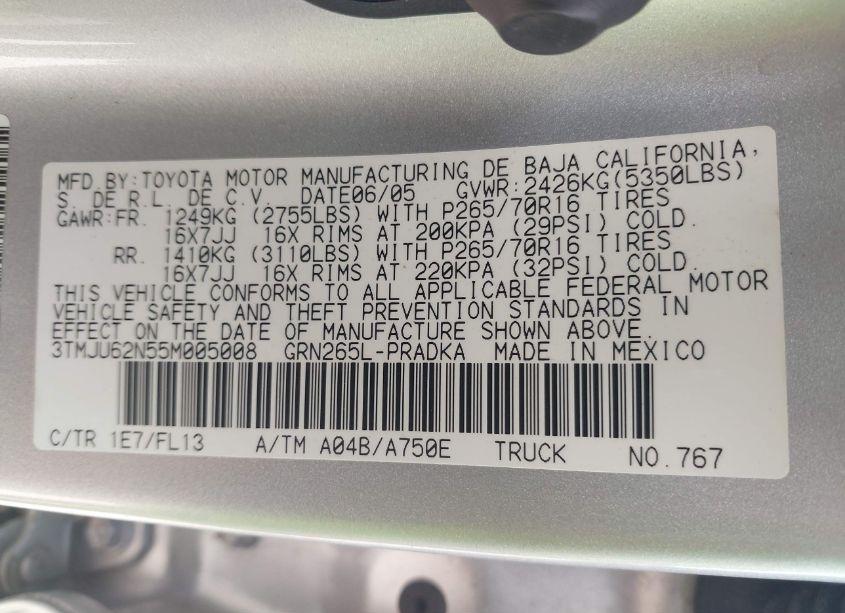 MFD.BY:TOYOTA MOTOR MANUFACTURING DE BAJA CALIFORNIA,
S. DE R.L. DE C.V. DATE06/05 GVWR:2426KG(5350LBS)
GAWR:FR. 1249KG (2755LBS) WITH P265/70R16 TIRES
16X7JJ 16X RIMS AT 200KPA (29PSI) COLD.
RR. 1410KG (3110LBS) WITH P265/70R16 TIRES
16X7JJ 16X RIMS AT 220KPA (32PSI) COLD.
THIS VEHICLE CONFORMS TO ALL APPLICABLE FEDERAL MOTOR
VEHICLE SAFETY AND THEFT PREVENTION STANDARDS IN
EFFECT ON THE DATE OF MANUFACTURE SHOWN ABOVE.
3TMJU62N55M005008 GRN265L-PRADKA MADE IN MEXICO
C/TR 1E7/FL13 A/TM A04B/A750E TRUCK NO.767